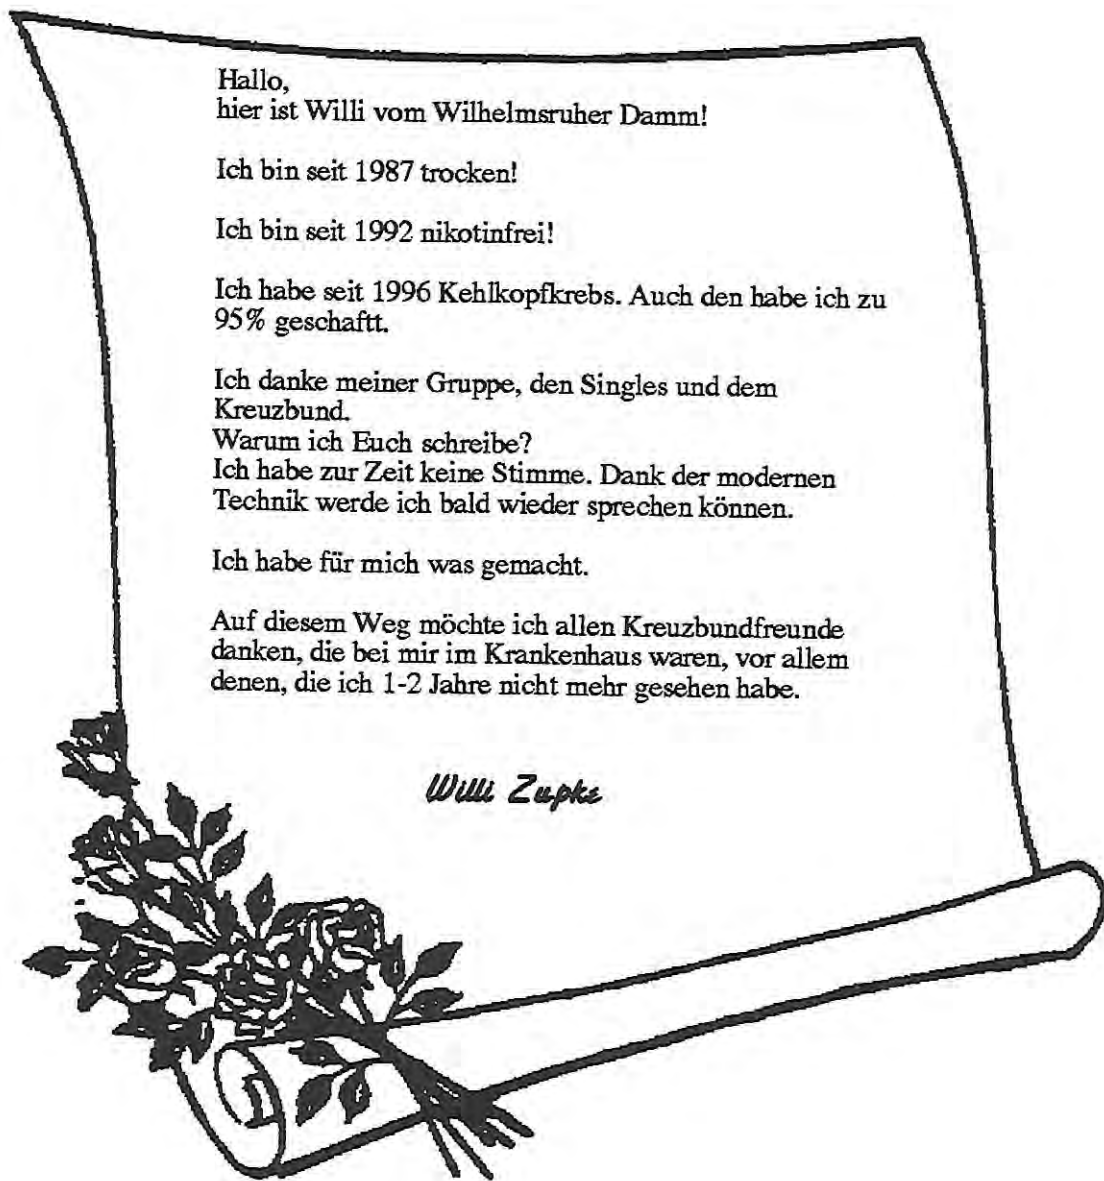 Hallo,
hier ist Willi vom Wilhelmsruher Damm!
Ich bin seit 1987 trocken!
Ich bin seit 1992 nikotinfrei!
Ich habe seit 1996 Kehlkopfkrebs. Auch den habe ich zu
95% geschaftt.
Ich danke meiner Gruppe, den Singles und dem
Kreuzbund.
Warum ich Euch schreibe?
Ich habe zur Zeit keine Stimme. Dank der modernen
Technik werde ich bald wieder sprechen können.
Ich habe für mich was gemacht.
Auf diesem Weg möchte ich allen Kreuzbundfreunde
danken, die bei mir im Krankenhaus waren, vor allem
denen, die ich 1-2 Jahre nicht mehr gesehen habe.
Willi Zupke